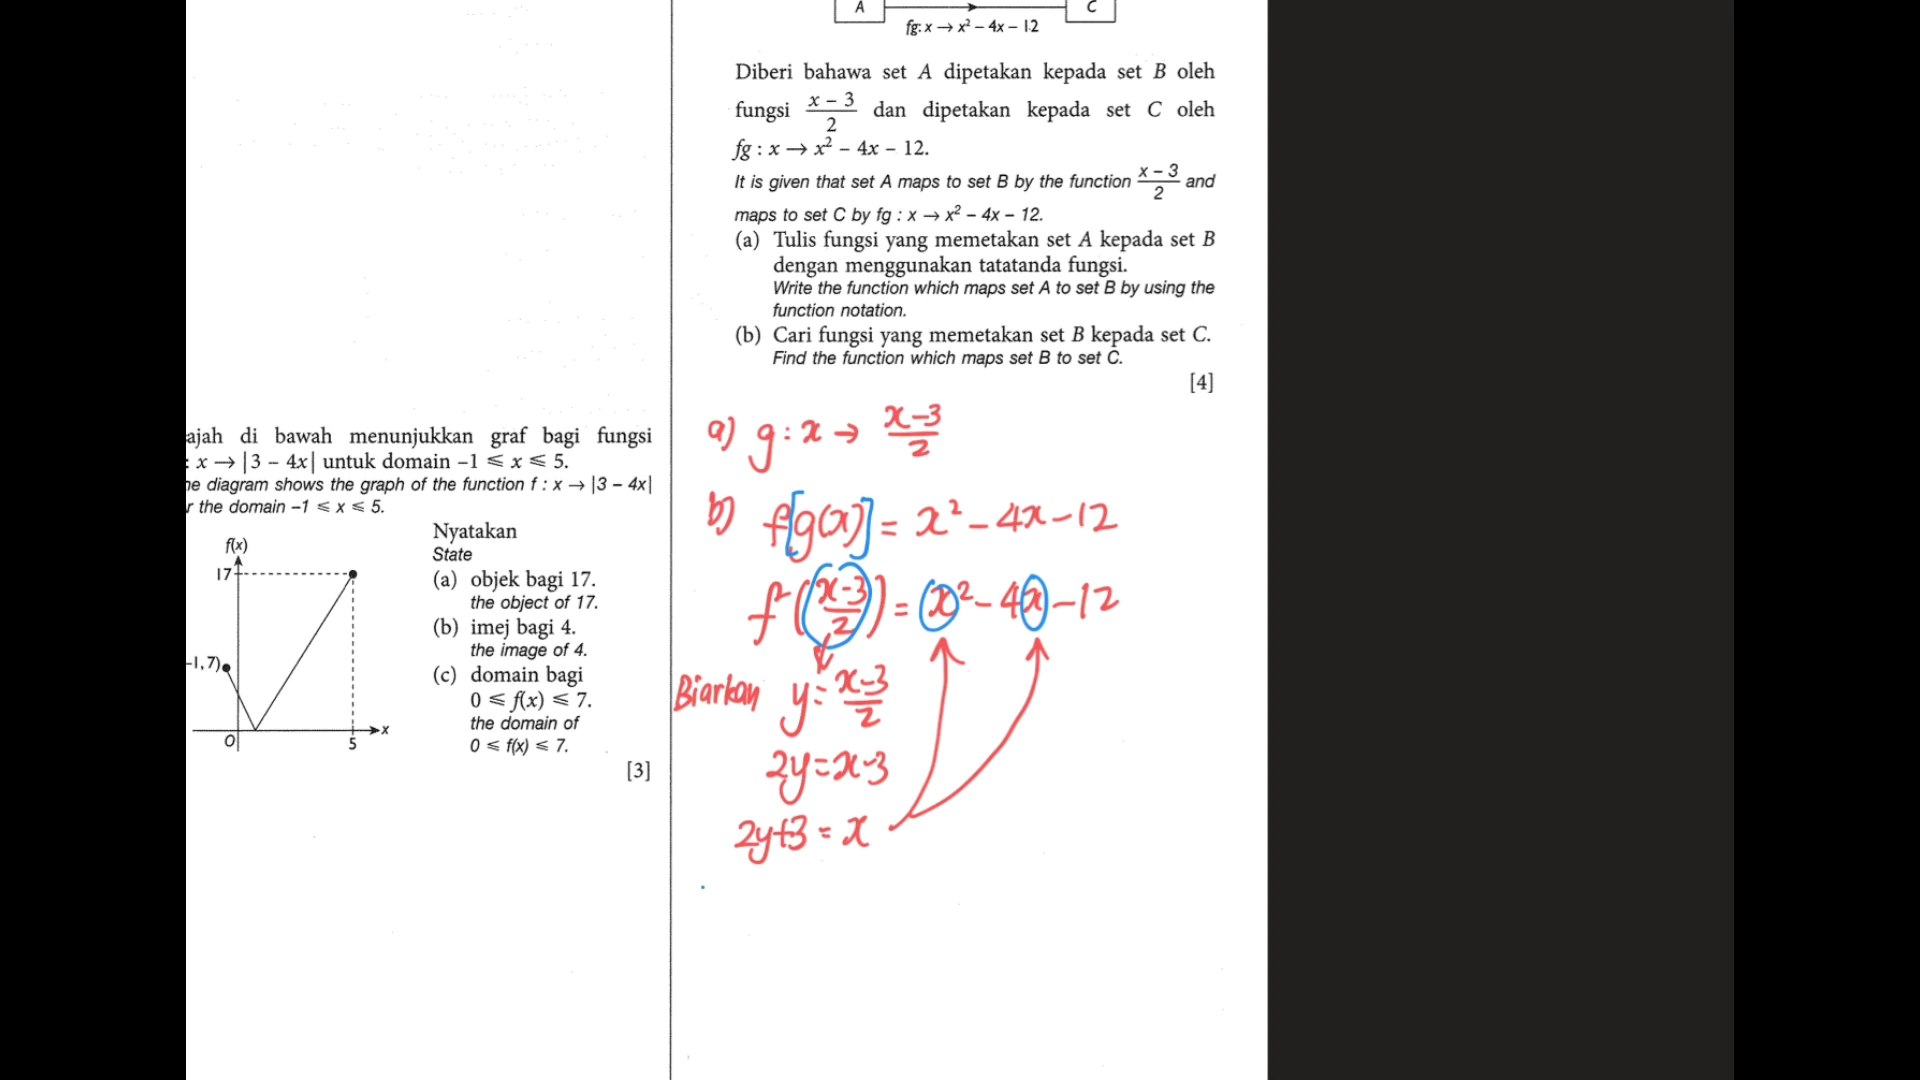 ajah di bawah menunjukkan graf bagi fungsi
: x → |3 – 4x| untuk domain –1 ⩽ x ⩽ 5.
he diagram shows the graph of the function f : x → |3 – 4x|
r the domain –1 ⩽ x ⩽ 5.
f(x)
17
–1, 7)
O
5
x
Nyatakan
State
(a) objek bagi 17.
the object of 17.
(b) imej bagi 4.
the image of 4.
(c) domain bagi
0 ⩽ f(x) ⩽ 7.
the domain of
0 ⩽ f(x) ⩽ 7.
[3]
A
C
fg: x → x² – 4x – 12
Diberi bahawa set A dipetakan kepada set B oleh
fungsi (x – 3)/2 dan dipetakan kepada set C oleh
fg : x → x² – 4x – 12.
It is given that set A maps to set B by the function (x – 3)/2 and
maps to set C by fg : x → x² – 4x – 12.
(a) Tulis fungsi yang memetakan set A kepada set B
dengan menggunakan tatatanda fungsi.
Write the function which maps set A to set B by using the
function notation.
(b) Cari fungsi yang memetakan set B kepada set C.
Find the function which maps set B to set C.
[4]
a) g : x → (x-3)/2
b) f[g(x)] = x² - 4x - 12
f((x-3)/2) = (x)² - 4x - 12
Biarkan y = (x-3)/2
2y = x-3
2y+3 = x